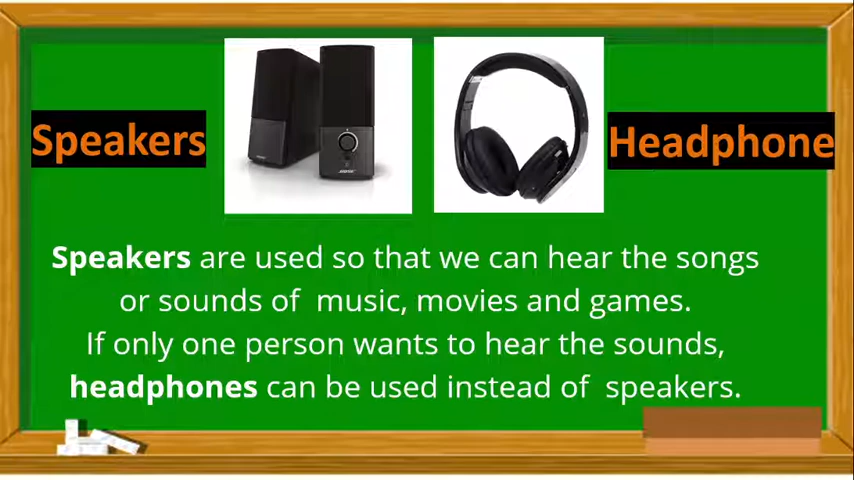 Speakers
Headphone
Speakers are used so that we can hear the songs
or sounds of music, movies and games.
If only one person wants to hear the sounds,
headphones can be used instead of speakers.